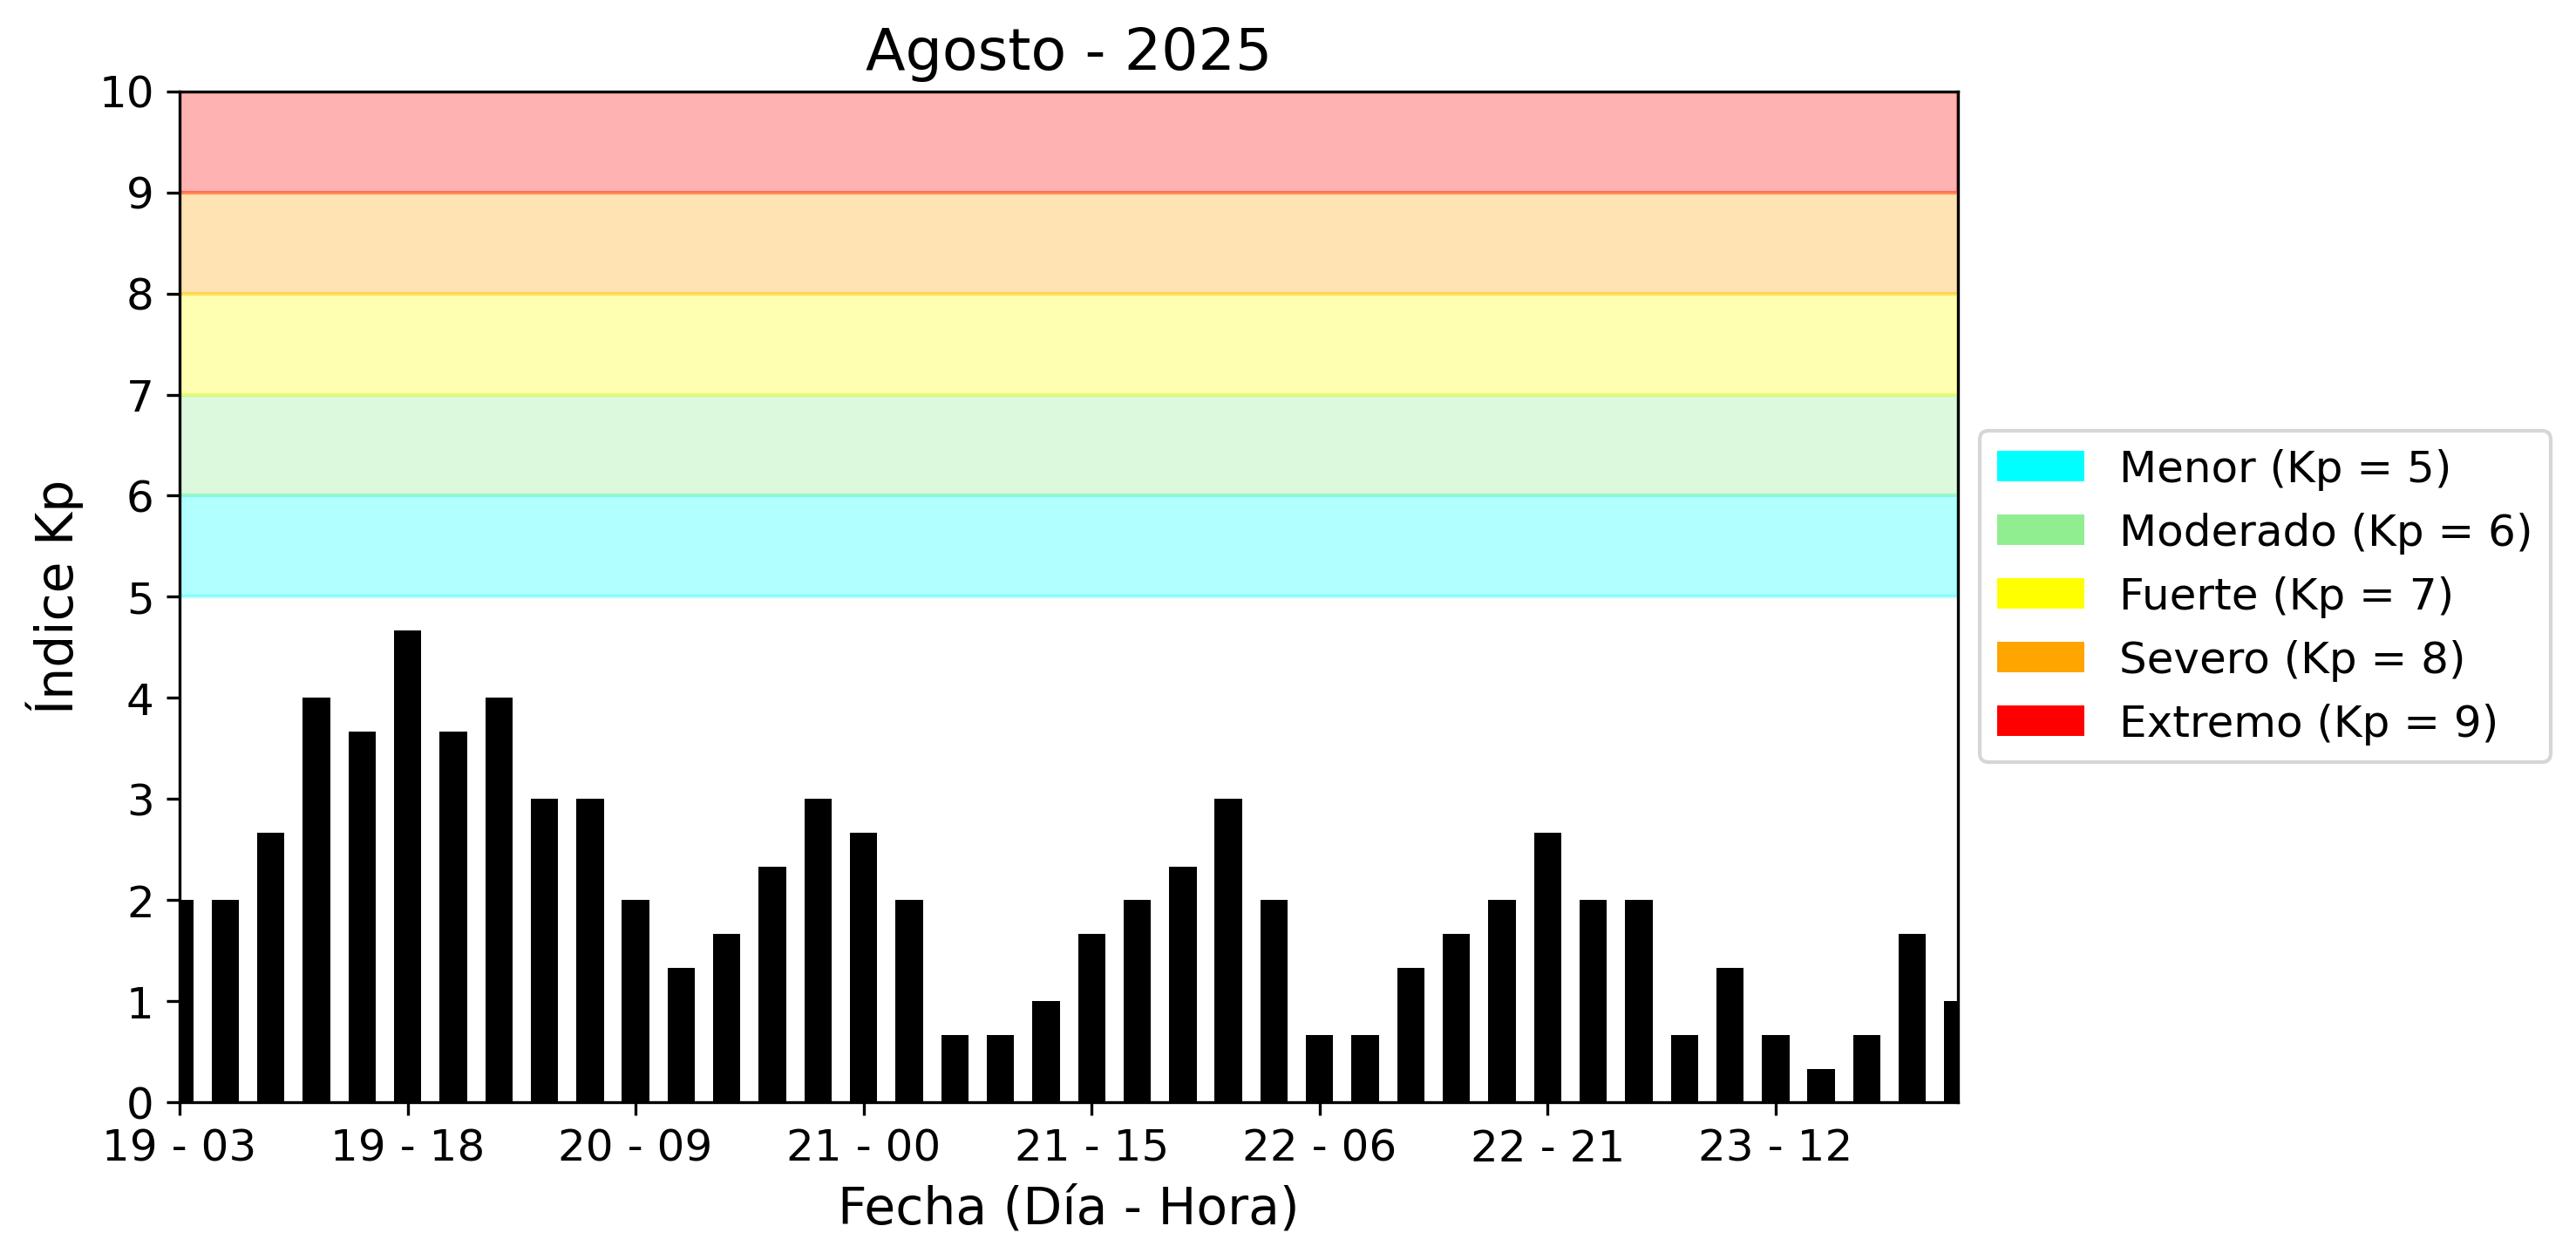 Agosto - 2025
Índice Kp
10
9
8
7
6
5
4
3
2
1
0
19 - 03
19 - 18
20 - 09
21 - 00
21 - 15
22 - 06
22 - 21
23 - 12
Fecha (Día - Hora)
Menor (Kp = 5)
Moderado (Kp = 6)
Fuerte (Kp = 7)
Severo (Kp = 8)
Extremo (Kp = 9)